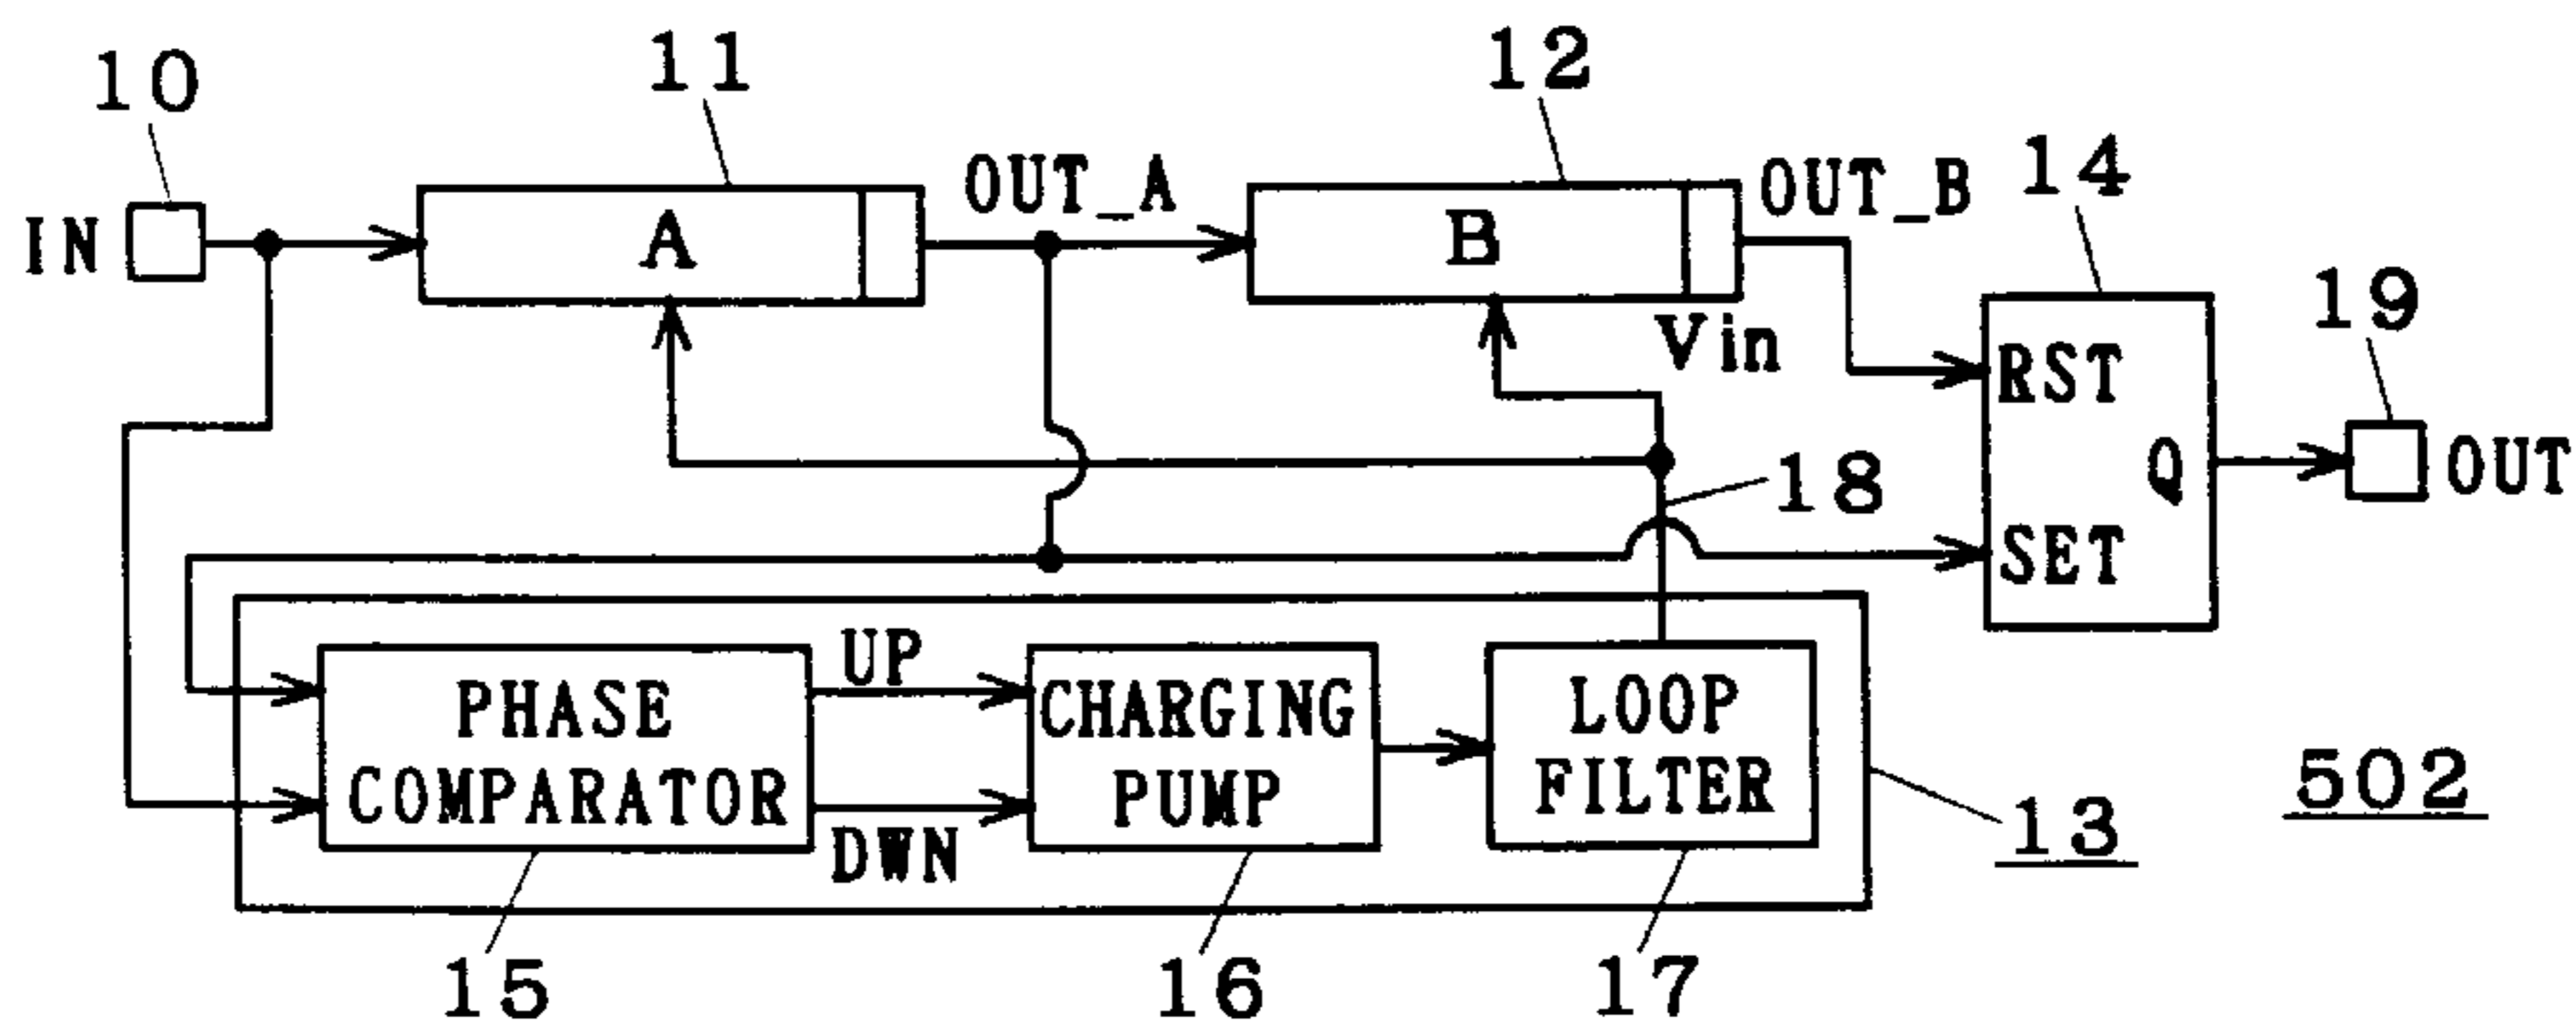 10
11
12
IN
A
OUT_A
B
OUT_B
14
Vin
RST
19
Q
OUT
18
SET
UP
PHASE
COMPARATOR
DWN
CHARGING
PUMP
LOOP
FILTER
502
13
15
16
17